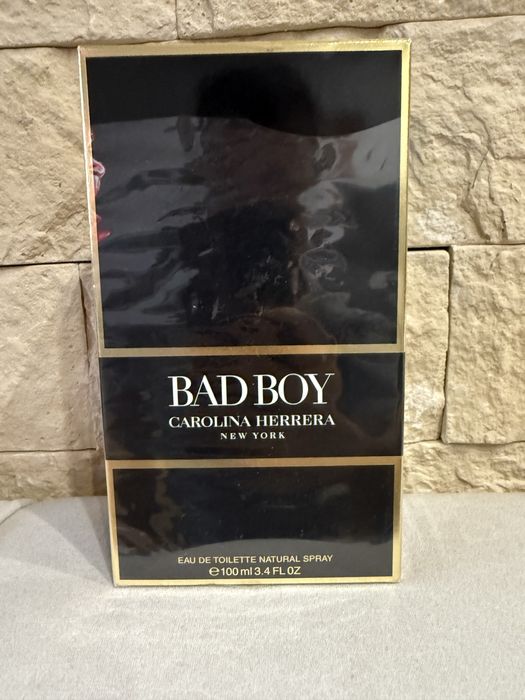 BAD BOY
CAROLINA HERRERA
NEW YORK
EAU DE TOILETTE NATURAL SPRAY
℮ 100 ml 3.4 FL OZ